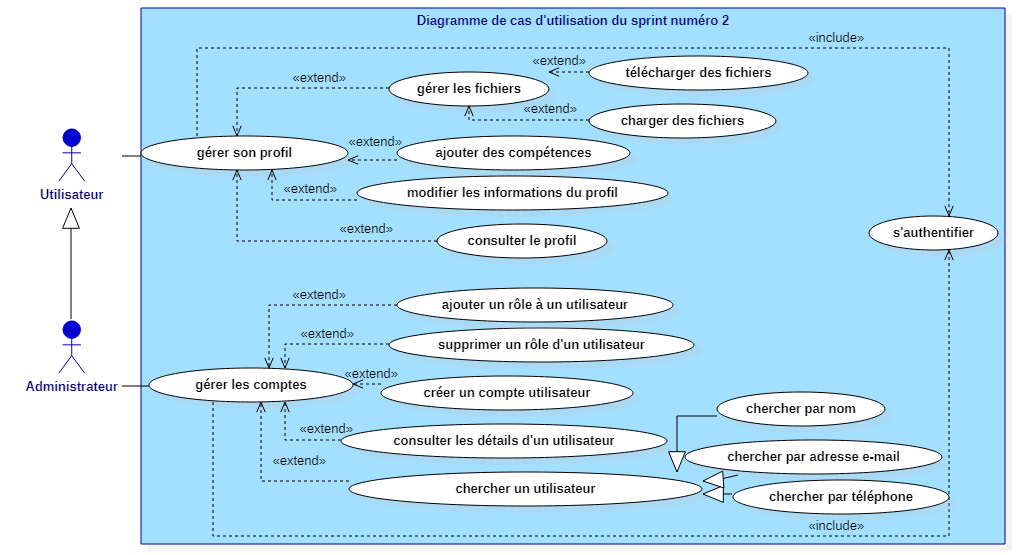 Diagramme de cas d'utilisation du sprint numéro 2
«include»
«extend»
télécharger des fichiers
«extend»
gérer les fichiers
«extend»
charger des fichiers
«extend»
gérer son profil
ajouter des compétences
Utilisateur
«extend»
modifier les informations du profil
«extend»
consulter le profil
s'authentifier
«extend»
ajouter un rôle à un utilisateur
«extend»
supprimer un rôle d'un utilisateur
«extend»
Administrateur
gérer les comptes
créer un compte utilisateur
chercher par nom
«extend»
consulter les détails d'un utilisateur
chercher par adresse e-mail
«extend»
chercher un utilisateur
chercher par téléphone
«include»